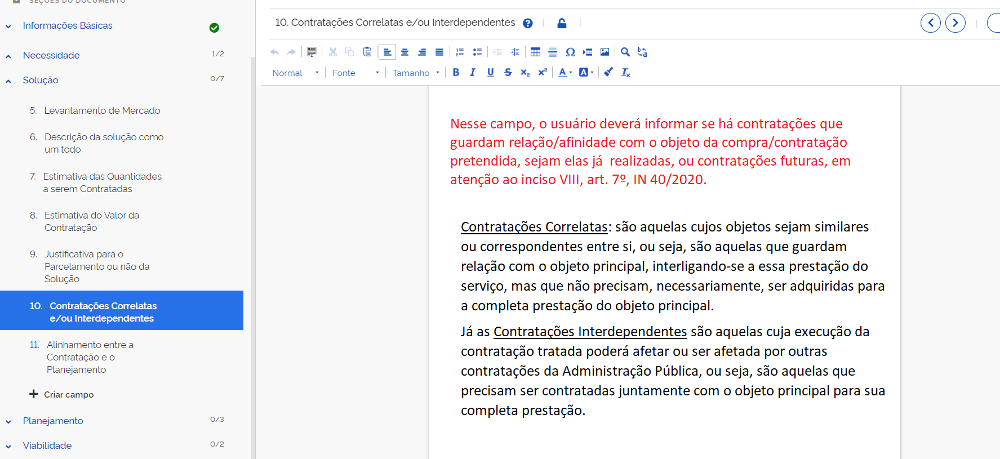 SEÇÕES DO DOCUMENTO
Informações Básicas
Necessidade 1/2
Solução 0/7
5. Levantamento de Mercado
6. Descrição da solução como
um todo
7. Estimativa das Quantidades
a serem Contratadas
8. Estimativa do Valor da
Contratação
9. Justificativa para o
Parcelamento ou não da
Solução
10. Contratações Correlatas
e/ou Interdependentes
11. Alinhamento entre a
Contratação e o
Planejamento
Criar campo
Planejamento 0/3
Viabilidade 0/2
10. Contratações Correlatas e/ou Interdependentes
Normal Fonte Tamanho
Nesse campo, o usuário deverá informar se há contratações que
guardam relação/afinidade com o objeto da compra/contratação
pretendida, sejam elas já  realizadas, ou contratações futuras, em
atenção ao inciso VIII, art. 7º, IN 40/2020.
Contratações Correlatas: são aquelas cujos objetos sejam similares
ou correspondentes entre si, ou seja, são aquelas que guardam
relação com o objeto principal, interligando-se a essa prestação do
serviço, mas que não precisam, necessariamente, ser adquiridas para
a completa prestação do objeto principal.
Já as Contratações Interdependentes são aquelas cuja execução da
contratação tratada poderá afetar ou ser afetada por outras
contratações da Administração Pública, ou seja, são aquelas que
precisam ser contratadas juntamente com o objeto principal para sua
completa prestação.